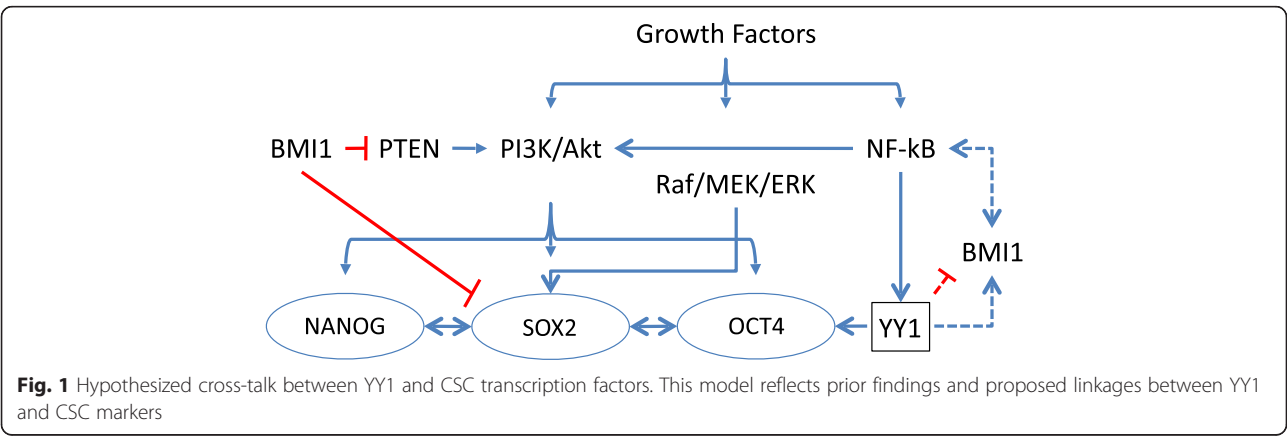 Growth Factors
BMI1 PTEN PI3K/Akt NF-kB
Raf/MEK/ERK
BMI1
NANOG SOX2 OCT4 YY1
Fig. 1 Hypothesized cross-talk between YY1 and CSC transcription factors. This model reflects prior findings and proposed linkages between YY1
and CSC markers